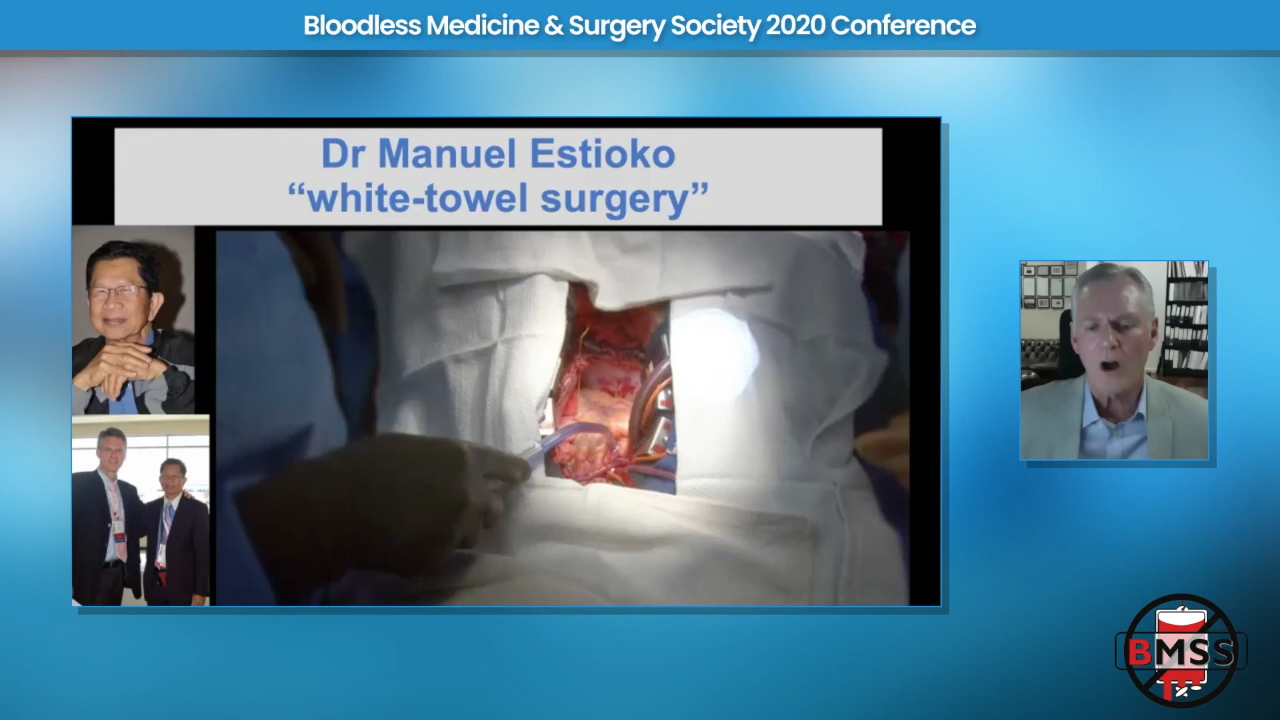 Bloodless Medicine & Surgery Society 2020 Conference
Dr Manuel Estioko
“white-towel surgery”
BMSS